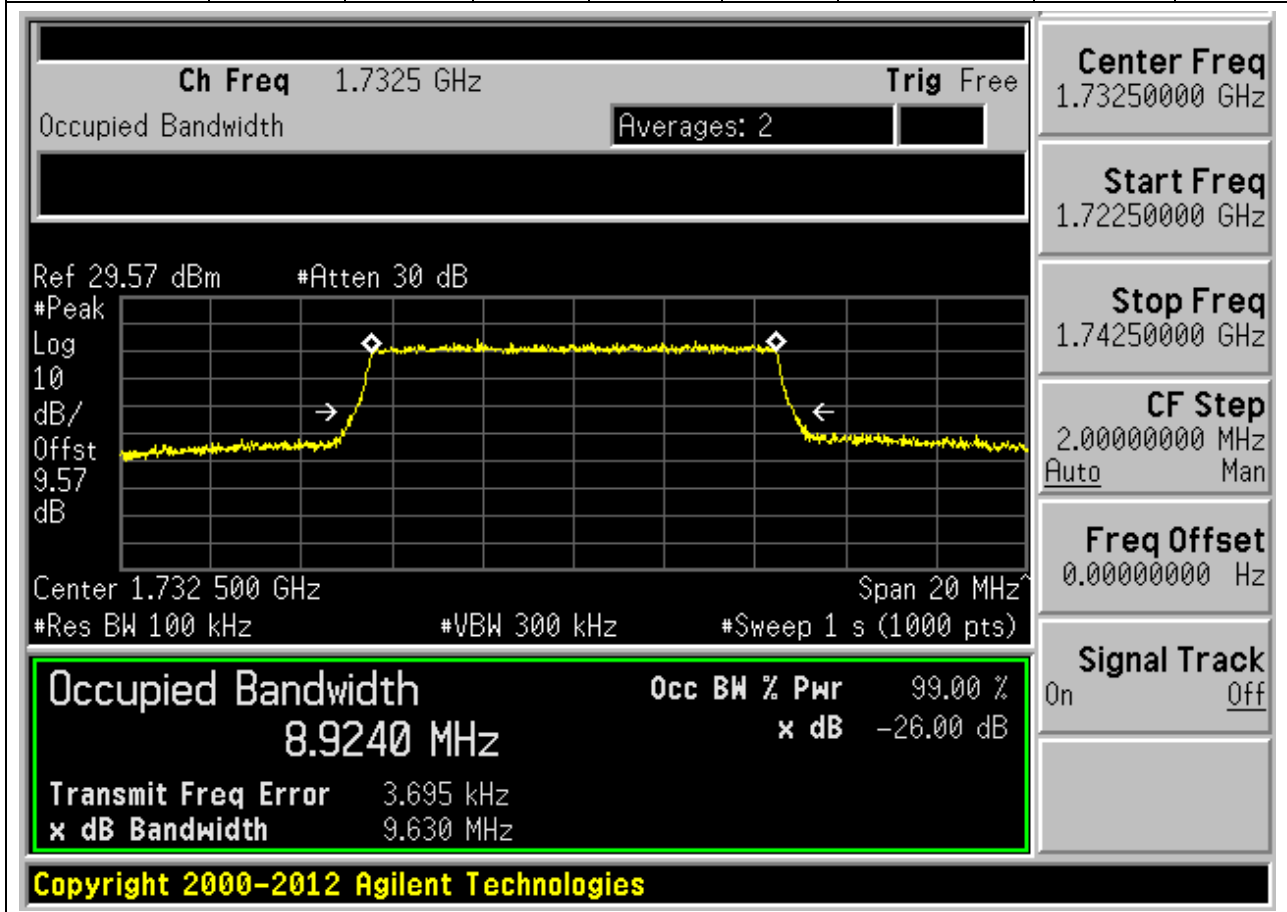 Ch Freq 1.7325 GHz Trig Free
Occupied Bandwidth Averages: 2
Ref 29.57 dBm #Atten 30 dB
#Peak
Log
10
dB/
Offst
9.57
dB
Center 1.732 500 GHz Span 20 MHz^
#Res BW 100 kHz #VBW 300 kHz #Sweep 1 s (1000 pts)
Occupied Bandwidth Occ BW % Pwr 99.00 %
8.9240 MHz x dB -26.00 dB
Transmit Freq Error 3.695 kHz
x dB Bandwidth 9.630 MHz
Copyright 2000-2012 Agilent Technologies
Center Freq
1.73250000 GHz
Start Freq
1.72250000 GHz
Stop Freq
1.74250000 GHz
CF Step
2.00000000 MHz
Auto Man
Freq Offset
0.00000000 Hz
Signal Track
On Off